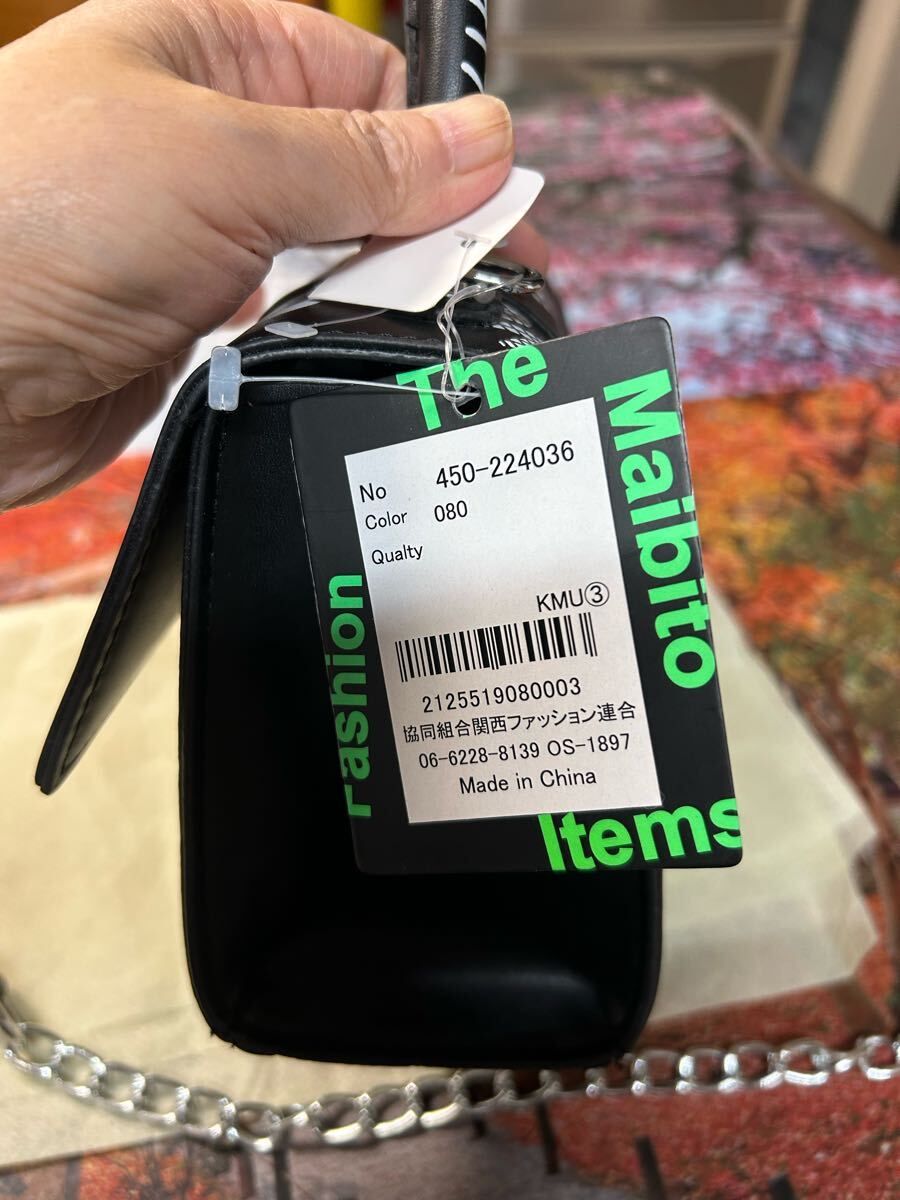 The
Maibito
Fashion
Items
No 450-224036
Color 080
Qualty
KMU③
2125519080003
協同組合関西ファッション連合
06-6228-8139 OS-1897
Made in China